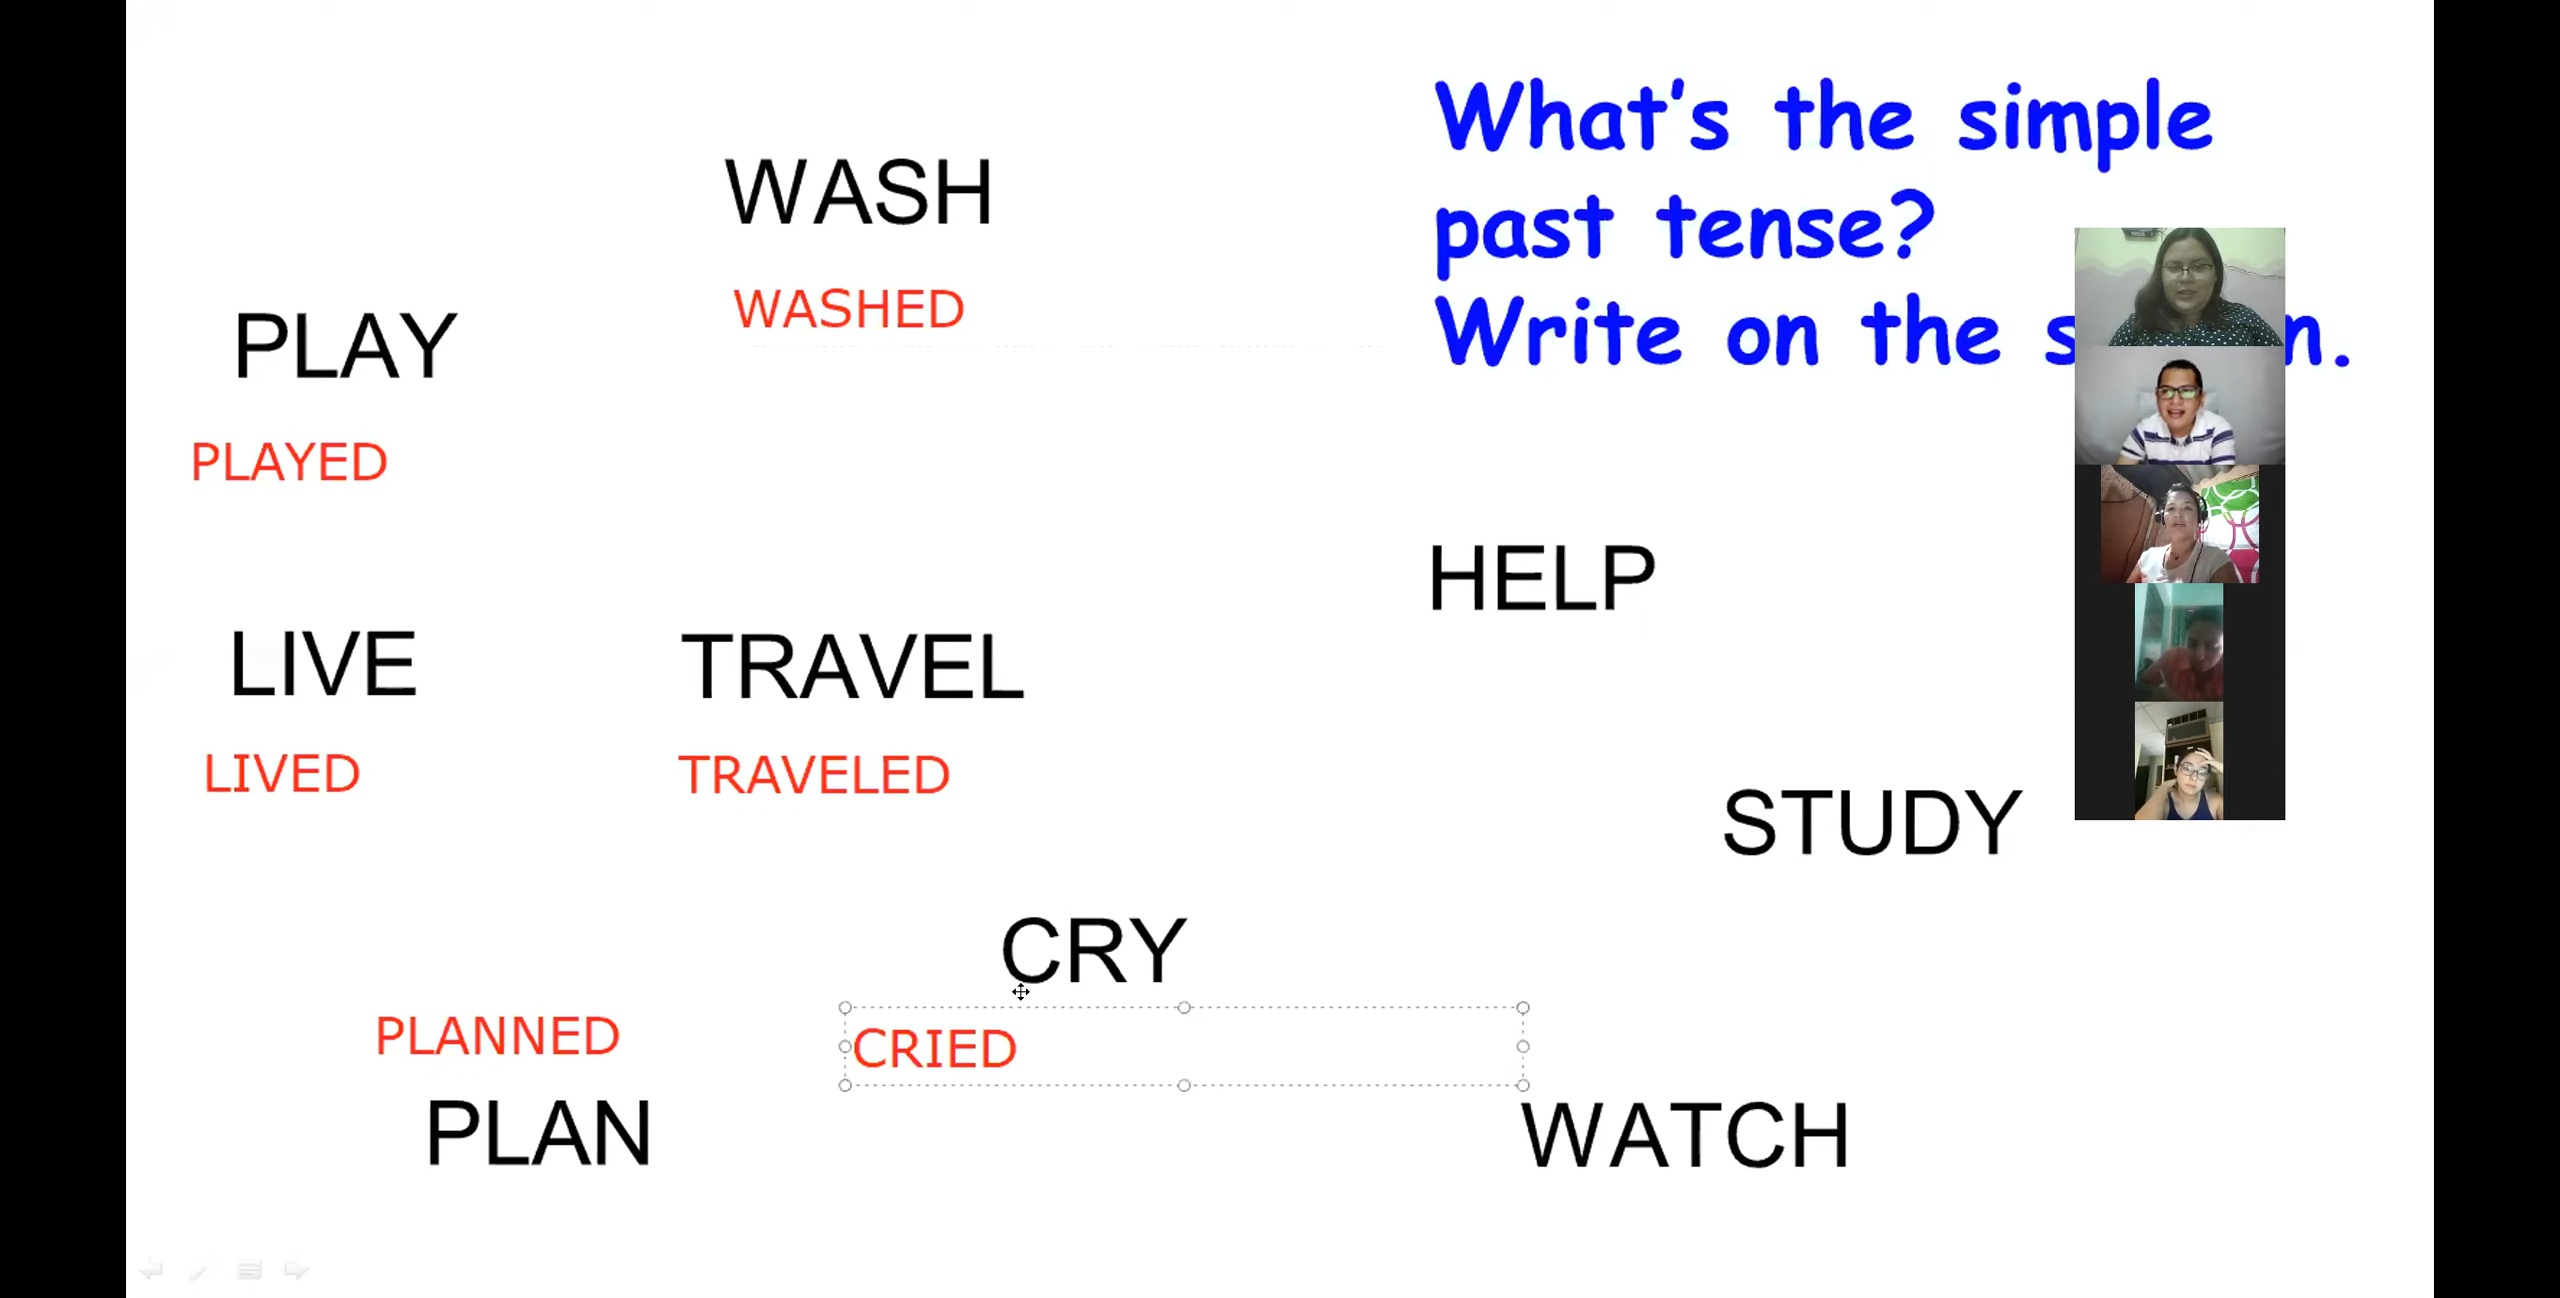 What's the simple
past tense?
Write on the
WASH
WASHED
PLAY
PLAYED
HELP
LIVE
TRAVEL
LIVED
TRAVELED
STUDY
CRY
PLANNED
CRIED
PLAN
WATCH